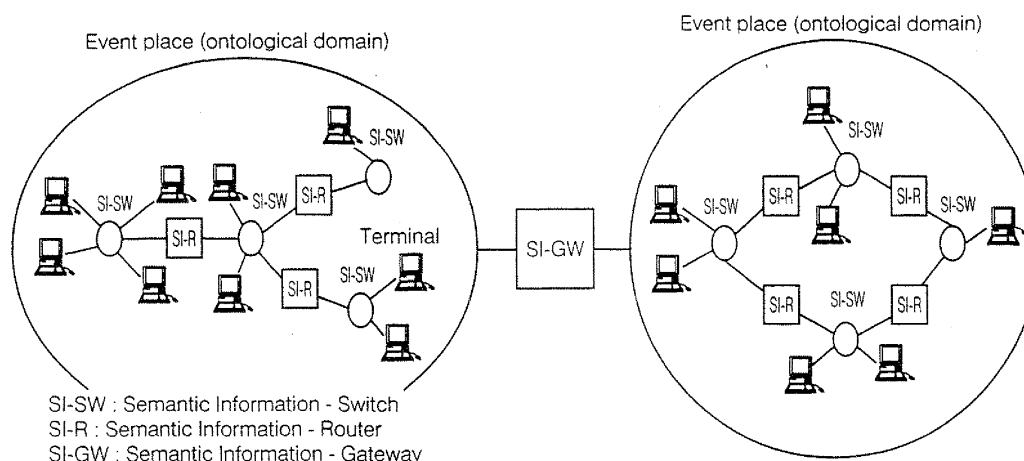 Event place (ontological domain)
Event place (ontological domain)
SI-SW
SI-SW
SI-R
SI-SW
SI-R
SI-SW
SI-R
SI-SW
Terminal
SI-GW
SI-SW
SI-R
SI-R
SI-SW
SI-SW
SI-R
SI-SW
SI-R
SI-SW : Semantic Information - Switch
SI-R : Semantic Information - Router
SI-GW : Semantic Information - Gateway